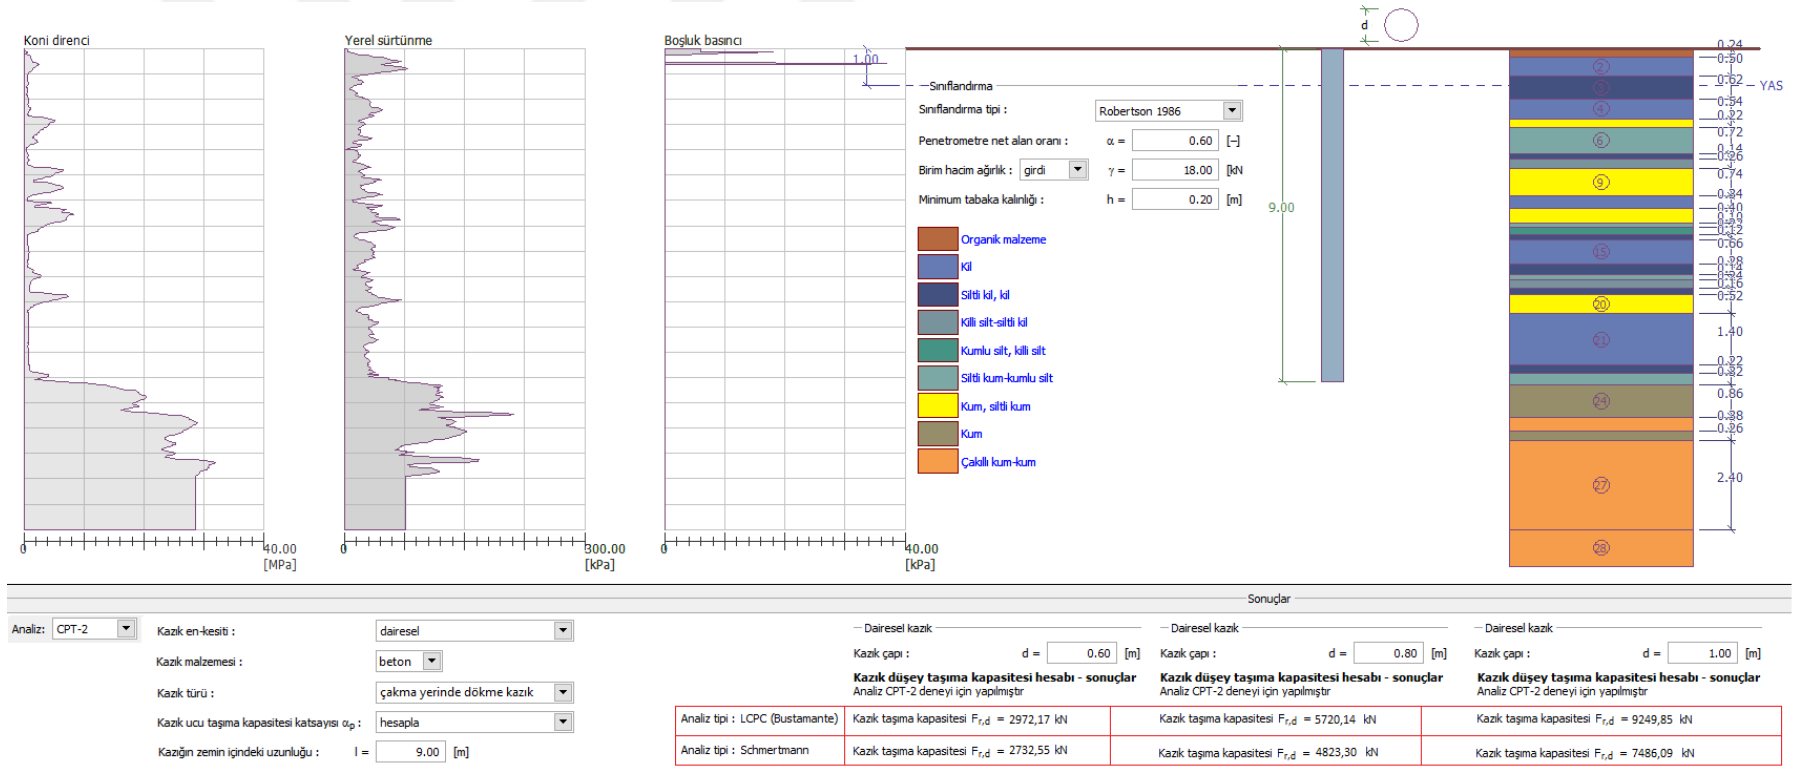 Koni direnci
Yerel sürtünme
Boşluk basıncı
d
1.00
Sınıflandırma
YAS
Sınıflandırma tipi :
Robertson 1986
Penetrometre net alan oranı :
α =
0.60
[–]
Birim hacim ağırlık :
girdi
γ =
18.00
[kN
Minimum tabaka kalınlığı :
h =
0.20
[m]
9.00
Organik malzeme
Kil
Siltli kil, kil
Killi silt-siltli kil
Kumlu silt, killi silt
Siltli kum-kumlu silt
Kum, siltli kum
Kum
Çakıllı kum-kum
2
4
6
9
15
20
21
24
27
28
0.24
0.50
0.62
0.54
0.22
0.72
0.74
0.66
0.52
1.40
0.86
0.38
0.26
2.40
0
40.00
[MPa]
0
300.00
[kPa]
0
40.00
[kPa]
Sonuçlar
Analiz:
CPT-2
Kazık en-kesiti :
dairesel
Kazık malzemesi :
beton
Kazık türü :
çakma yerinde dökme kazık
Kazık ucu taşıma kapasitesi katsayısı αp :
hesapla
Kazığın zemin içindeki uzunluğu :
l =
9.00
[m]
Dairesel kazık
Dairesel kazık
Dairesel kazık
Kazık çapı :
d =
0.60
[m]
Kazık çapı :
d =
0.80
[m]
Kazık çapı :
d =
1.00
[m]
Kazık düşey taşıma kapasitesi hesabı - sonuçlar
Kazık düşey taşıma kapasitesi hesabı - sonuçlar
Kazık düşey taşıma kapasitesi hesabı - sonuçlar
Analiz CPT-2 deneyi için yapılmıştır
Analiz CPT-2 deneyi için yapılmıştır
Analiz CPT-2 deneyi için yapılmıştır
Analiz tipi : LCPC (Bustamante)
Kazık taşıma kapasitesi Fr,d = 2972,17 kN
Kazık taşıma kapasitesi Fr,d = 5720,14 kN
Kazık taşıma kapasitesi Fr,d = 9249,85 kN
Analiz tipi : Schmertmann
Kazık taşıma kapasitesi Fr,d = 2732,55 kN
Kazık taşıma kapasitesi Fr,d = 4823,30 kN
Kazık taşıma kapasitesi Fr,d = 7486,09 kN